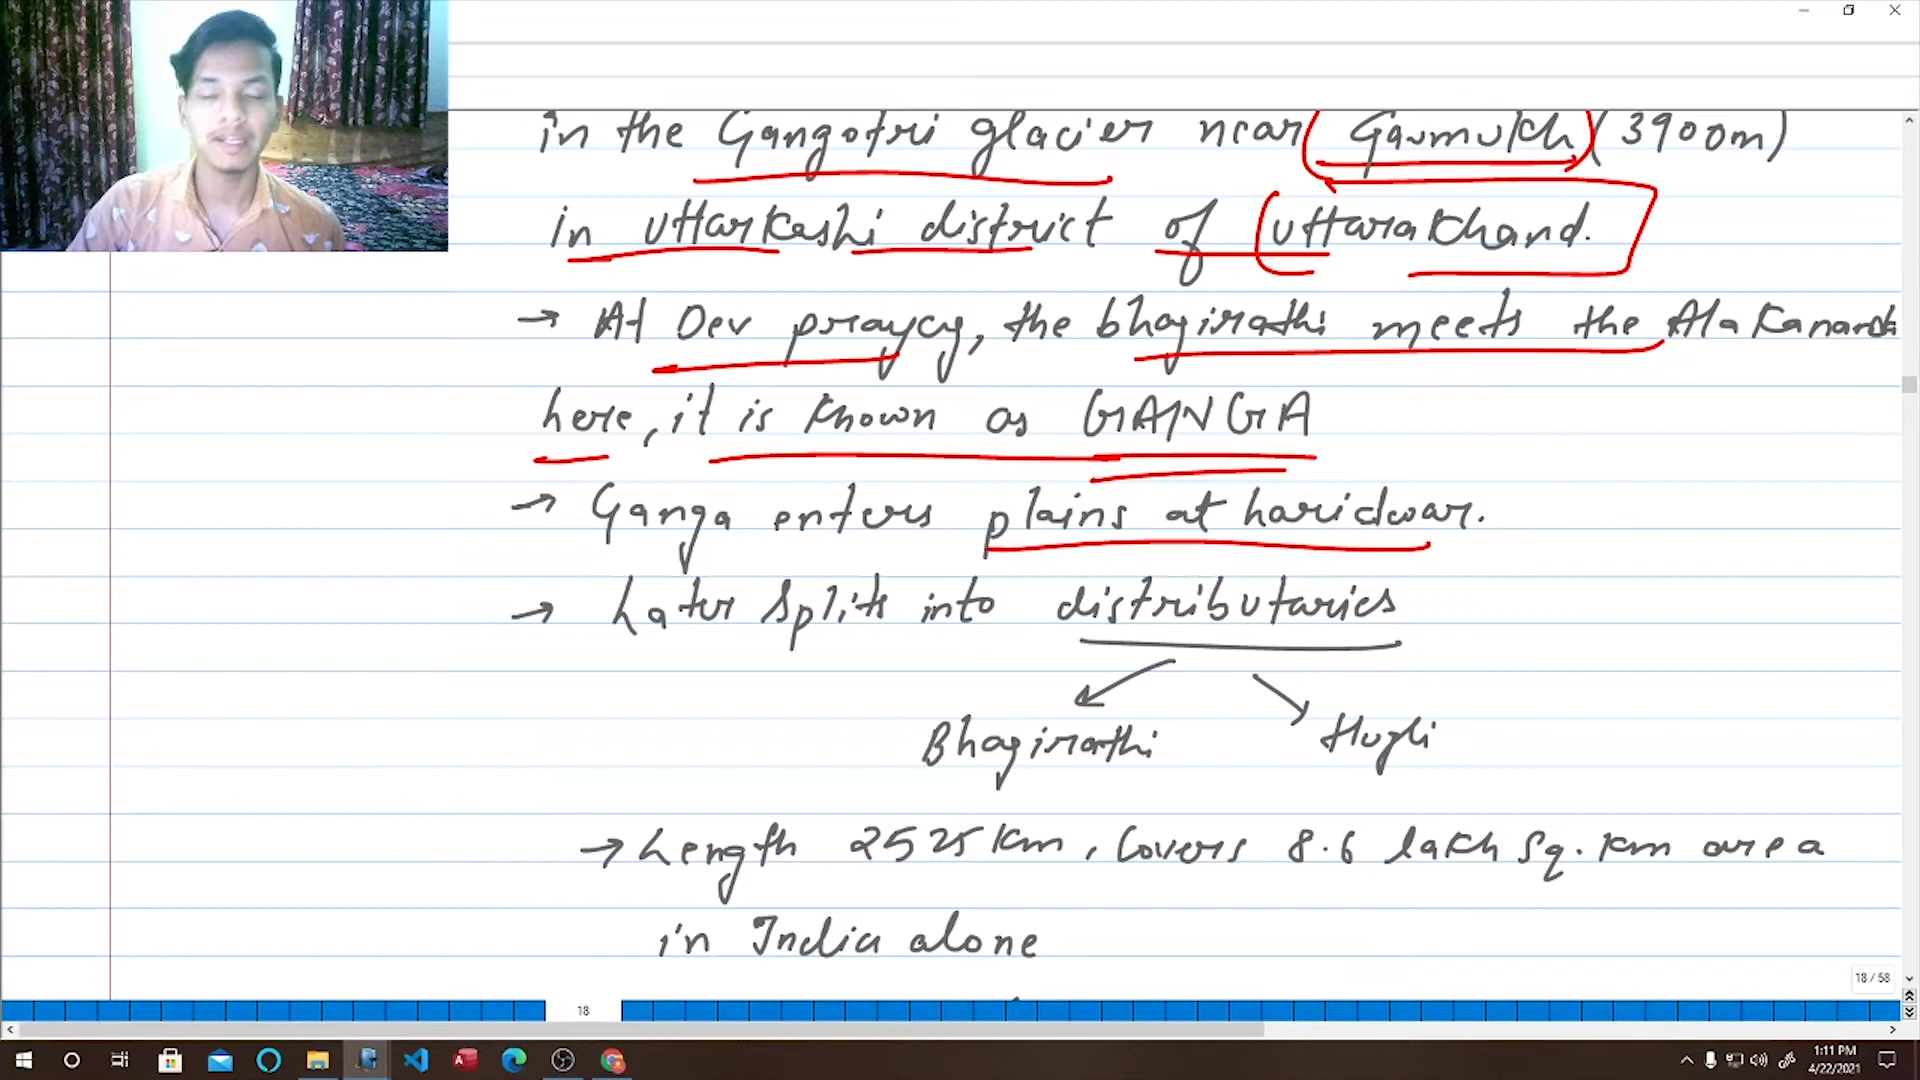 in the Gangotri glacier near Gaumukh (3900m)
in uttarkashi district of uttarakhand.
→ At Dev prayag, the bhagirathi meets the Alakananda
here, it is known as GANGA
→ Ganga enters plains at haridwar.
→ Later splits into distributaries
Bhagirathi Hugli
→ Length 2525 km, Covers 8.6 lakh Sq. km area
in India alone
18 / 58
18
1:11 PM
4/22/2021